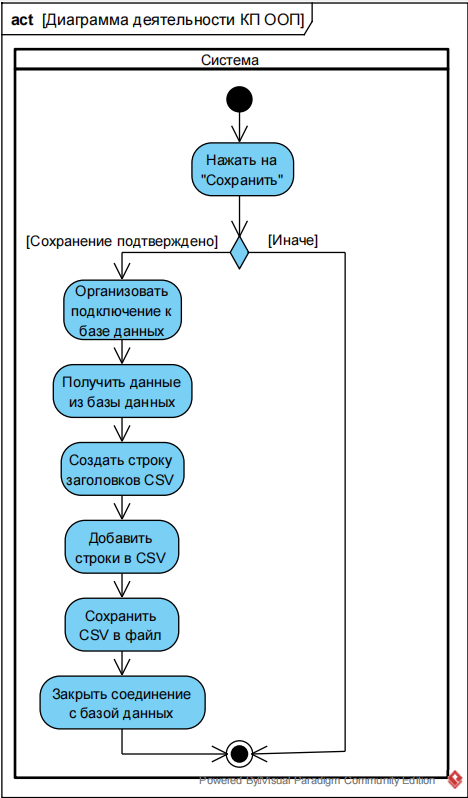 act [Диаграмма деятельности КП ООП]
Система
Нажать на
"Сохранить"
[Сохранение подтверждено]
[Иначе]
Организовать
подключение к
базе данных
Получить данные
из базы данных
Создать строку
заголовков CSV
Добавить
строки в CSV
Сохранить
CSV в файл
Закрыть соединение
с базой данных
Powered By Visual Paradigm Community Edition